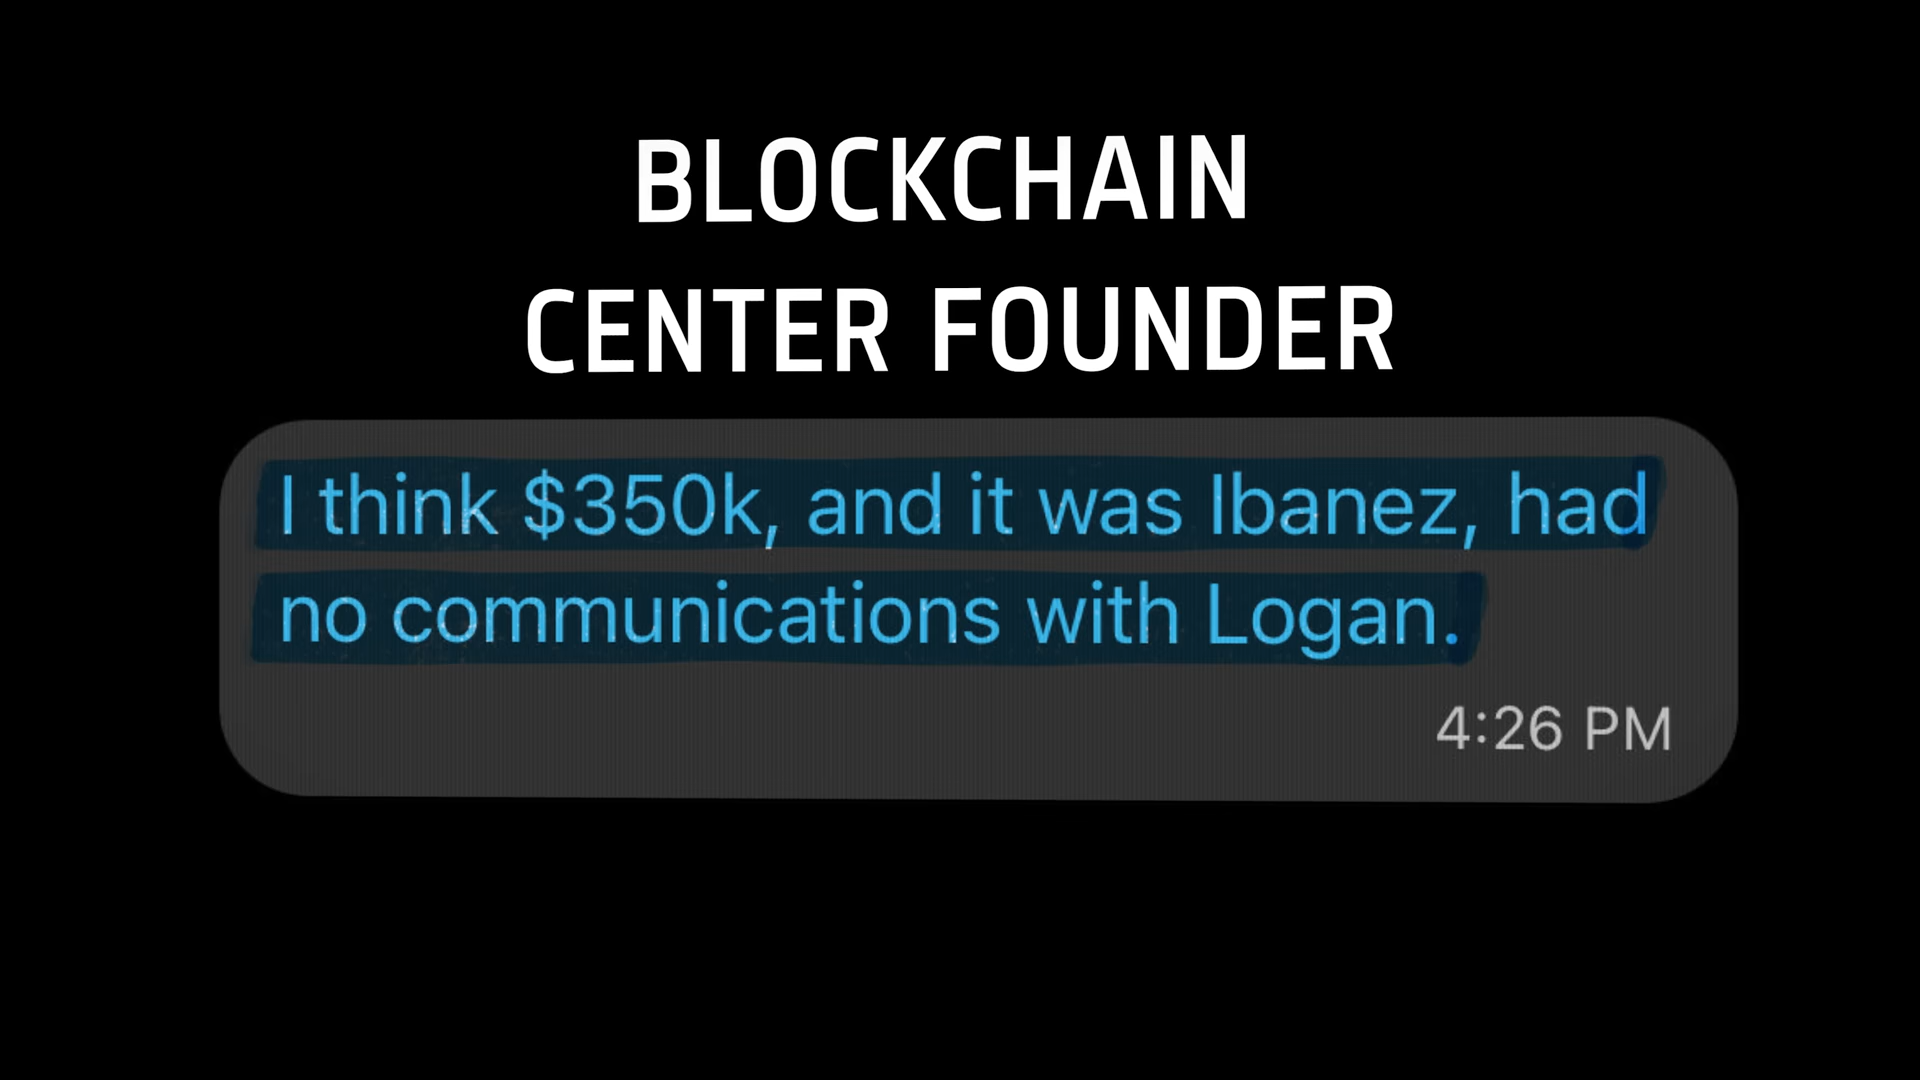 BLOCKCHAIN
CENTER FOUNDER
I think $350k, and it was Ibanez, had
no communications with Logan.
4:26 PM